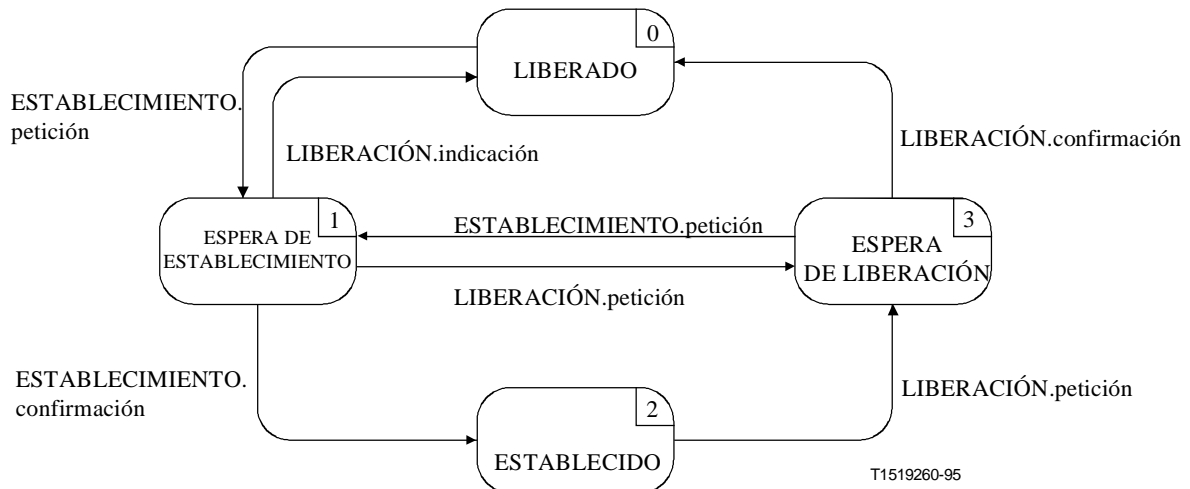 0
LIBERADO
ESTABLECIMIENTO.
petición
LIBERACIÓN.indicación
LIBERACIÓN.confirmación
1
ESPERA DE
ESTABLECIMIENTO
ESTABLECIMIENTO.petición
LIBERACIÓN.petición
3
ESPERA
DE LIBERACIÓN
ESTABLECIMIENTO.
confirmación
2
ESTABLECIDO
LIBERACIÓN.petición
T1519260-95